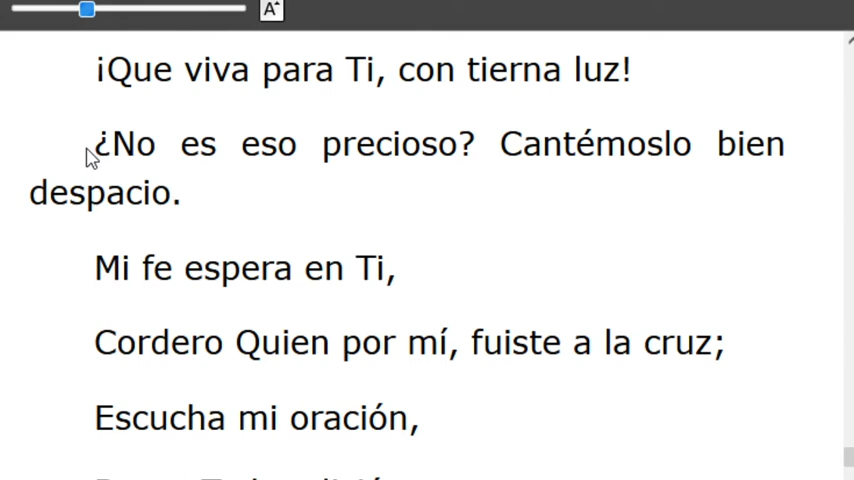 A
¡Que viva para Ti, con tierna luz!
¿No es eso precioso? Cantémoslo bien
despacio.
Mi fe espera en Ti,
Cordero Quien por mí, fuiste a la cruz;
Escucha mi oración,